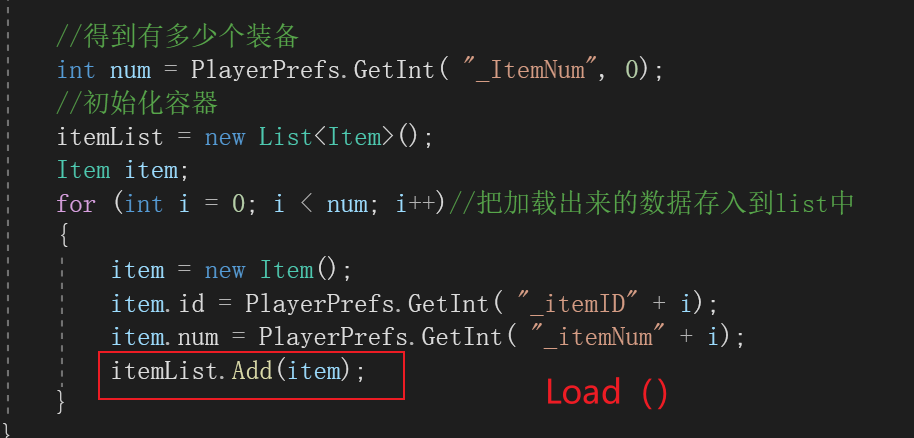 //得到有多少个装备
int num = PlayerPrefs.GetInt( "_ItemNum", 0);
//初始化容器
itemList = new List<Item>();
Item item;
for (int i = 0; i < num; i++)//把加载出来的数据存入到list中
{
item = new Item();
item.id = PlayerPrefs.GetInt( "_itemID" + i);
item.num = PlayerPrefs.GetInt( "_itemNum" + i);
itemList.Add(item);
Load（）
}
}